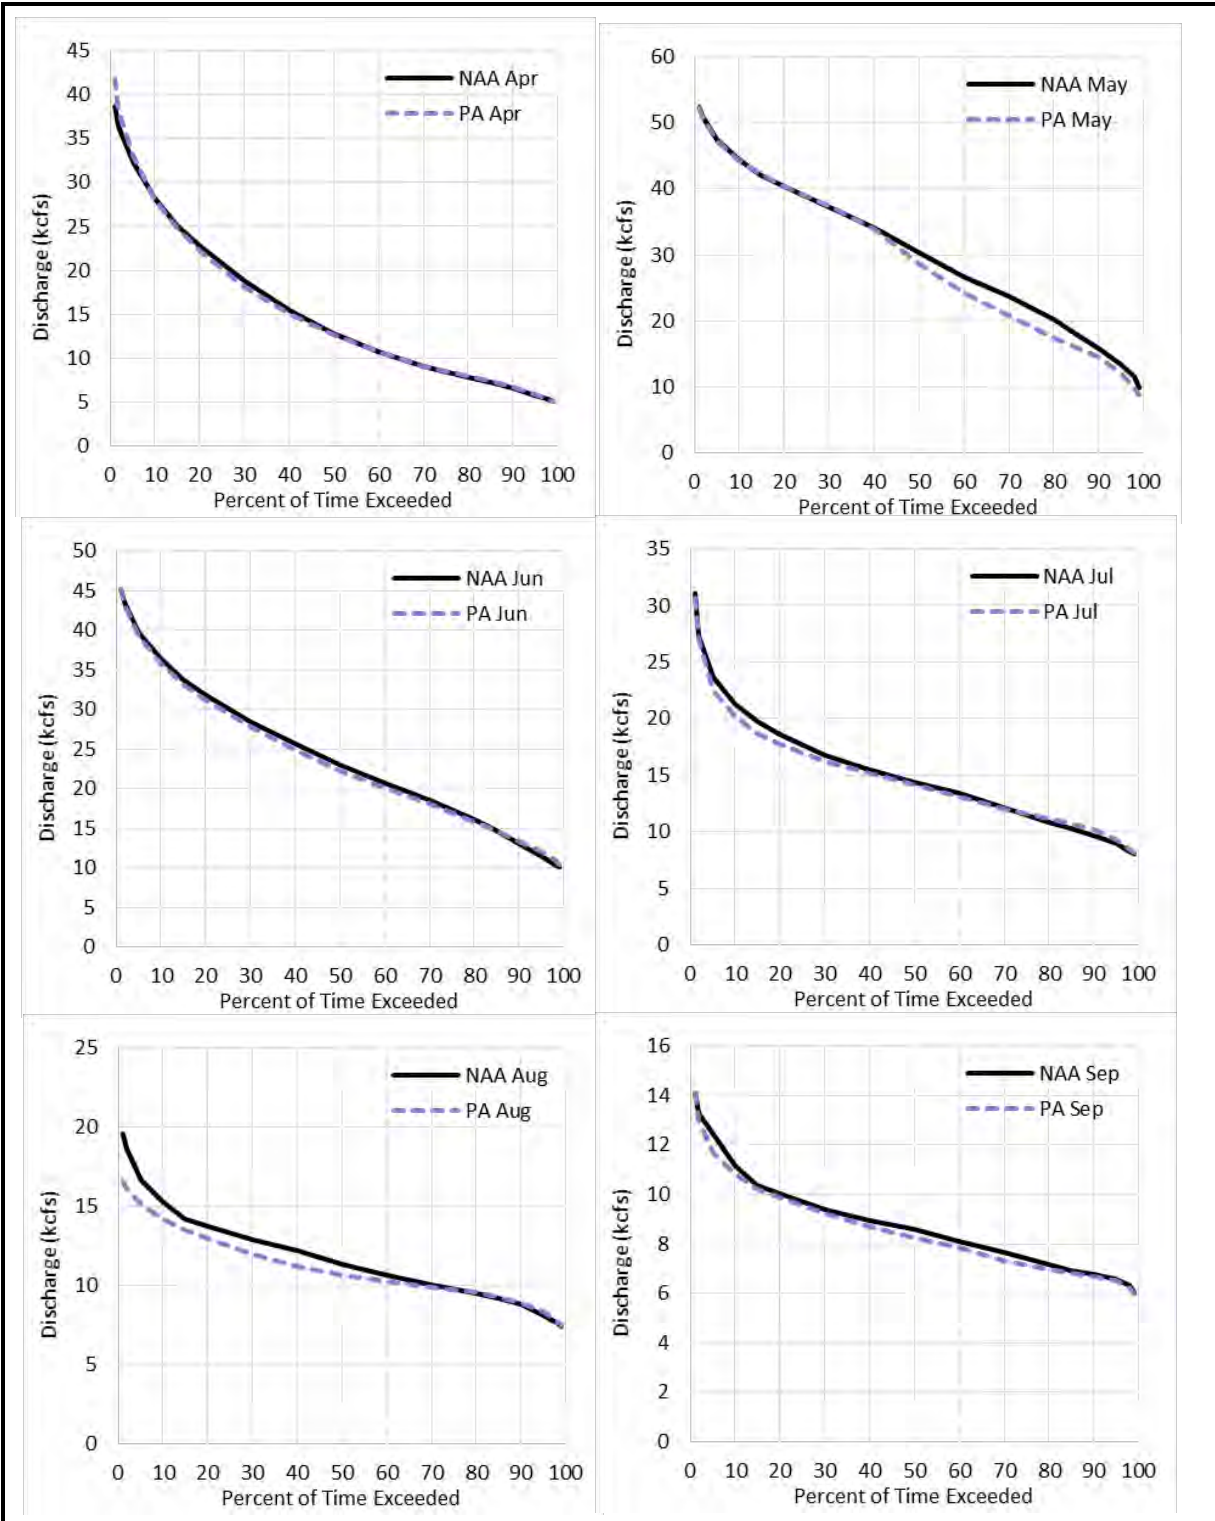 45
40
35
30
25
20
15
10
5
0
Discharge (kcfs)
NAA Apr
PA Apr
0 10 20 30 40 50 60 70 80 90 100
Percent of Time Exceeded
60
50
40
30
20
10
0
Discharge (kcfs)
NAA May
PA May
0 10 20 30 40 50 60 70 80 90 100
Percent of Time Exceeded
50
45
40
35
30
25
20
15
10
5
0
Discharge (kcfs)
NAA Jun
PA Jun
0 10 20 30 40 50 60 70 80 90 100
Percent of Time Exceeded
35
30
25
20
15
10
5
0
Discharge (kcfs)
NAA Jul
PA Jul
0 10 20 30 40 50 60 70 80 90 100
Percent of Time Exceeded
25
20
15
10
5
0
Discharge (kcfs)
NAA Aug
PA Aug
0 10 20 30 40 50 60 70 80 90 100
Percent of Time Exceeded
16
14
12
10
8
6
4
2
0
Discharge (kcfs)
NAA Sep
PA Sep
0 10 20 30 40 50 60 70 80 90 100
Percent of Time Exceeded